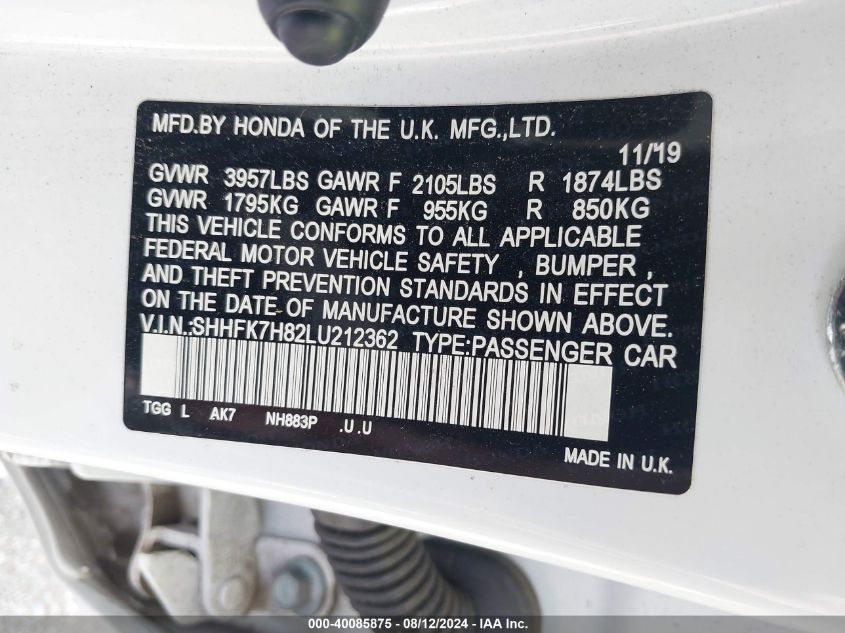 MFD.BY HONDA OF THE U.K. MFG.,LTD.
11/19
GVWR 3957LBS GAWR F 2105LBS R 1874LBS
GVWR 1795KG GAWR F 955KG R 850KG
THIS VEHICLE CONFORMS TO ALL APPLICABLE
FEDERAL MOTOR VEHICLE SAFETY , BUMPER ,
AND THEFT PREVENTION STANDARDS IN EFFECT
ON THE DATE OF MANUFACTURE SHOWN ABOVE.
V.I.N.:SHHFK7H82LU212362 TYPE:PASSENGER CAR
TGG L AK7 NH883P .U .U
MADE IN U.K.
000-40085875 - 08/12/2024 - IAA, Inc.